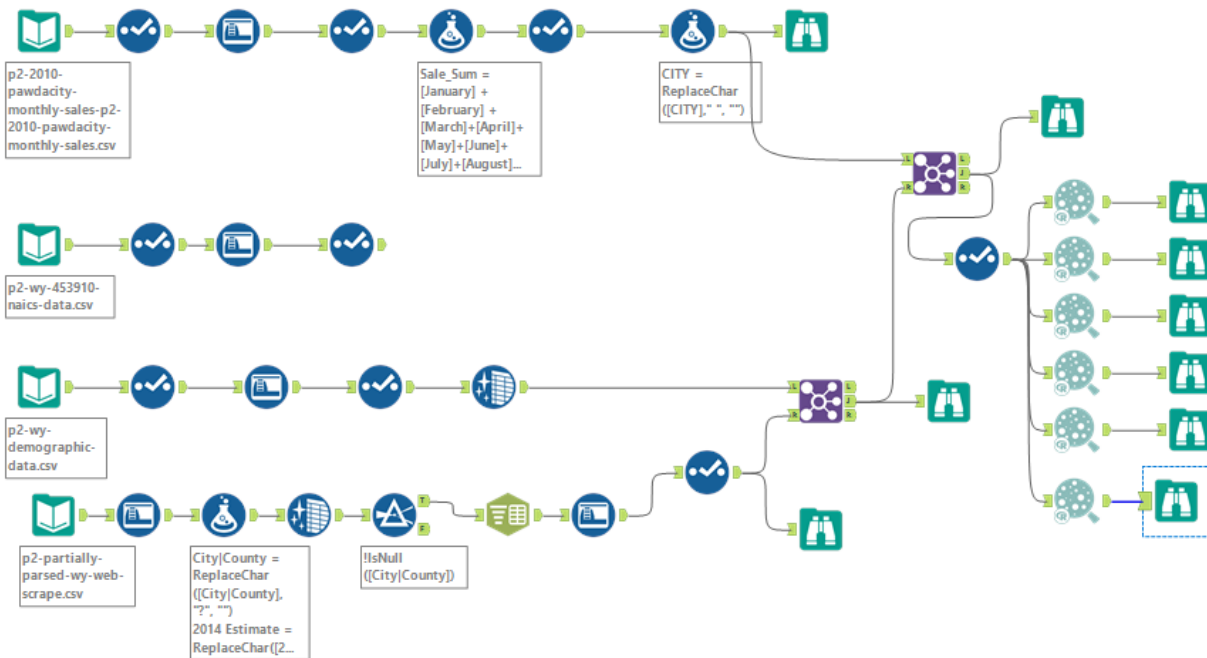 p2-2010-
pawdacity-
monthly-sales-p2-
2010-pawdacity-
monthly-sales.csv
Sale_Sum =
[January] +
[February] +
[March]+[April]+
[May]+[June]+
[July]+[August]...
CITY =
ReplaceChar
([CITY]," ", "")
L
R
L
J
R
p2-wy-453910-
naics-data.csv
p2-wy-
demographic-
data.csv
L
R
L
J
R
p2-partially-
parsed-wy-web-
scrape.csv
City|County =
ReplaceChar
([City|County],
"?", "")
2014 Estimate =
ReplaceChar([2...
T
F
!IsNull
([City|County])